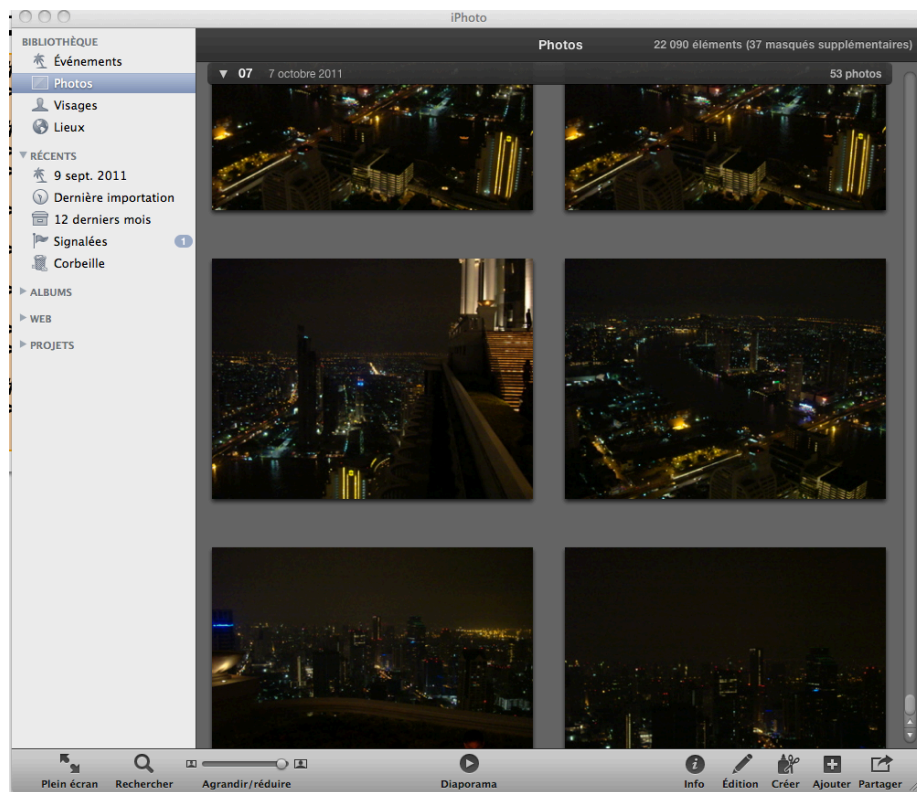 iPhoto
BIBLIOTHÈQUE
Événements
Photos
Visages
Lieux
RÉCENTS
9 sept. 2011
Dernière importation
12 derniers mois
Signalées 1
Corbeille
ALBUMS
WEB
PROJETS
Photos 22 090 éléments (37 masqués supplémentaires)
07 7 octobre 2011 53 photos
Plein écran Rechercher Agrandir/réduire Diaporama Info Édition Créer Ajouter Partager